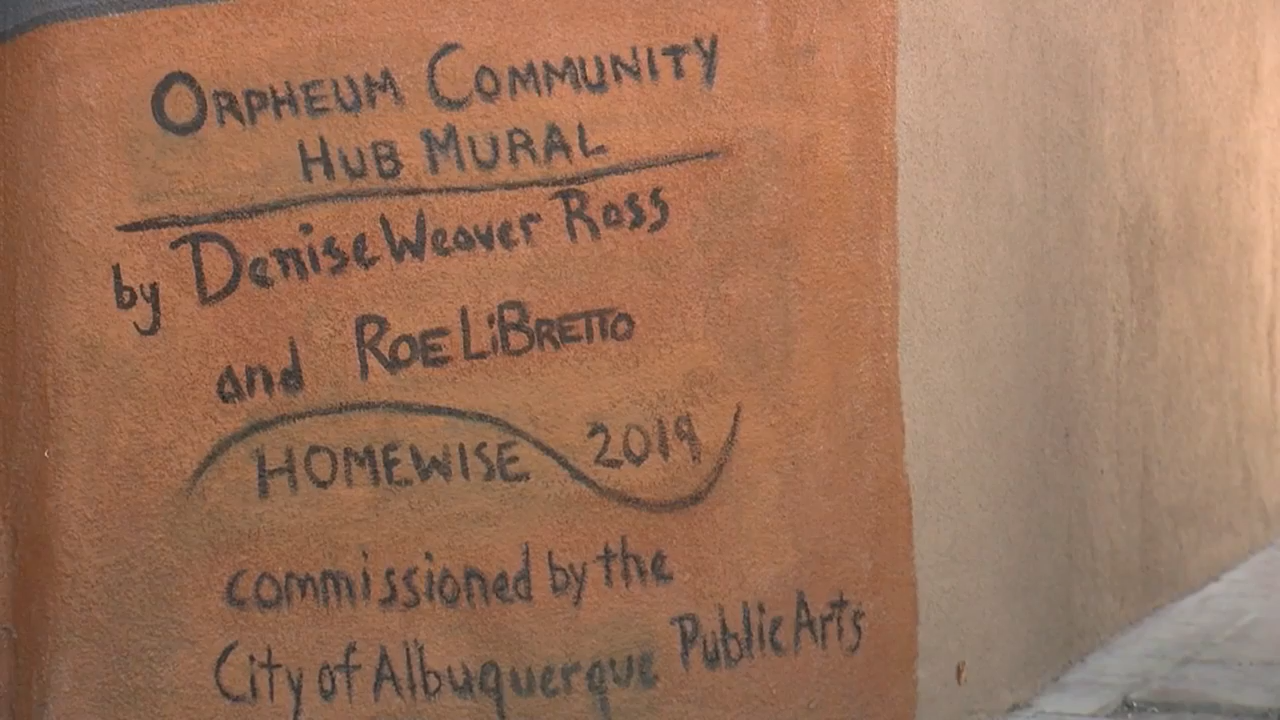 ORPHEUM COMMUNITY
HUB MURAL
by Denise Weaver Ross
and ROE LiBRETTO
HOMEWISE 2019
commissioned by the
City of Albuquerque Public Arts